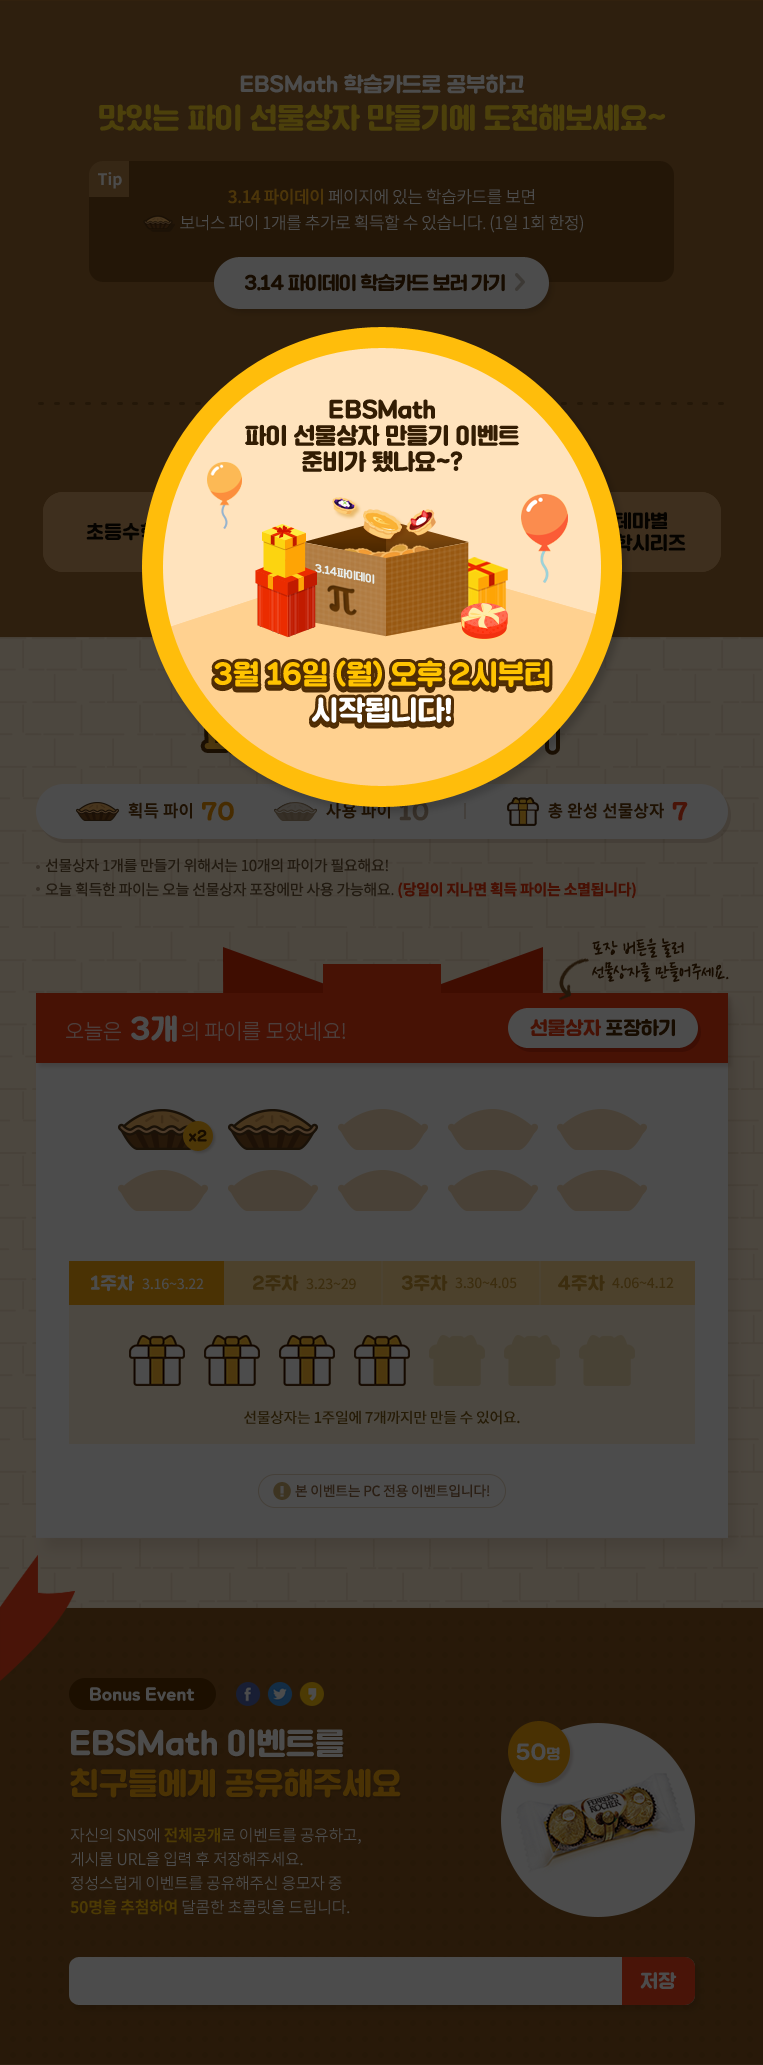 EBSMath 학습카드로 공부하고
맛있는 파이 선물상자 만들기에 도전해보세요~
Tip
3.14 파이데이 페이지에 있는 학습카드를 보면
보너스 파이 1개를 추가로 획득할 수 있습니다. (1일 1회 한정)
3.14 파이데이 학습카드 보러 가기
EBSMath
파이 선물상자 만들기 이벤트
준비가 됐나요~?
초등수
테마별
학시리즈
3.14파이데이
π
3월 16일 (월) 오후 2시부터
시작됩니다!
획득 파이 70
사용 파이 10
총 완성 선물상자 7
• 선물상자 1개를 만들기 위해서는 10개의 파이가 필요해요!
• 오늘 획득한 파이는 오늘 선물상자 포장에만 사용 가능해요. (당일이 지나면 획득 파이는 소멸됩니다)
포장 버튼을 눌러
선물상자를 만들어주세요.
오늘은 3개의 파이를 모았네요!
선물상자 포장하기
x2
1주차 3.16~3.22
2주차 3.23~29
3주차 3.30~4.05
4주차 4.06~4.12
선물상자는 1주일에 7개까지만 만들 수 있어요.
! 본 이벤트는 PC 전용 이벤트입니다!
Bonus Event
EBSMath 이벤트를
친구들에게 공유해주세요
50명
FERRERO
ROCHER
자신의 SNS에 전체공개로 이벤트를 공유하고,
게시물 URL을 입력 후 저장해주세요.
정성스럽게 이벤트를 공유해주신 응모자 중
50명을 추첨하여 달콤한 초콜릿을 드립니다.
저장